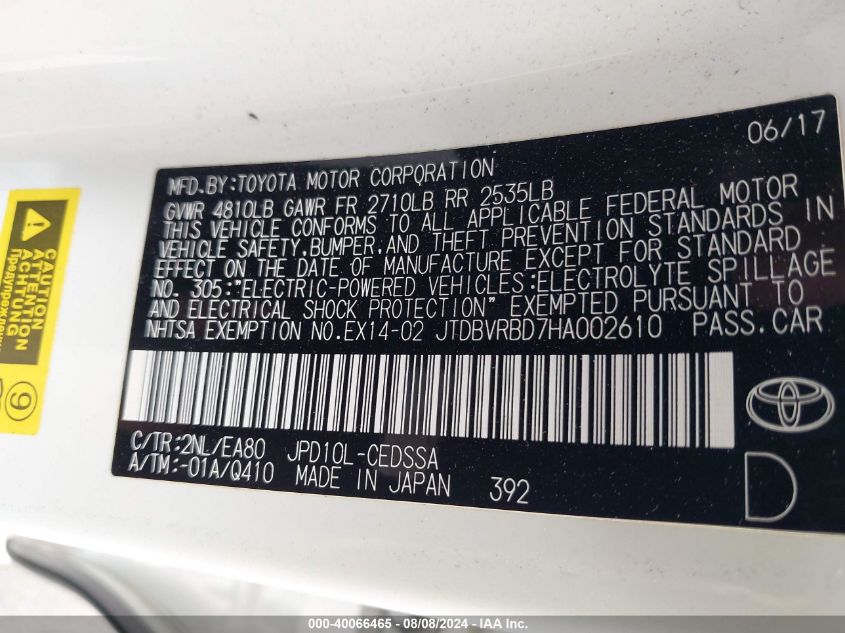 06/17
MFD.BY:TOYOTA MOTOR CORPORATION
GVWR 4810LB GAWR FR 2710LB RR 2535LB
THIS VEHICLE CONFORMS TO ALL APPLICABLE FEDERAL MOTOR
VEHICLE SAFETY,BUMPER,AND THEFT PREVENTION STANDARDS IN
EFFECT ON THE DATE OF MANUFACTURE EXCEPT FOR STANDARD
NO. 305:"ELECTRIC-POWERED VEHICLES:ELECTROLYTE SPILLAGE
AND ELECTRICAL SHOCK PROTECTION" EXEMPTED PURSUANT TO
NHTSA EXEMPTION NO.EX14-02 JTDBVRBD7HA002610 PASS.CAR
C/TR:2NL/EA80 JPD10L-CEDSSA
A/TM:-01A/Q410 MADE IN JAPAN 392
D
CAUTION
ATTENTION
ACHTUNG
9
000-40066465 - 08/08/2024 - IAA Inc.